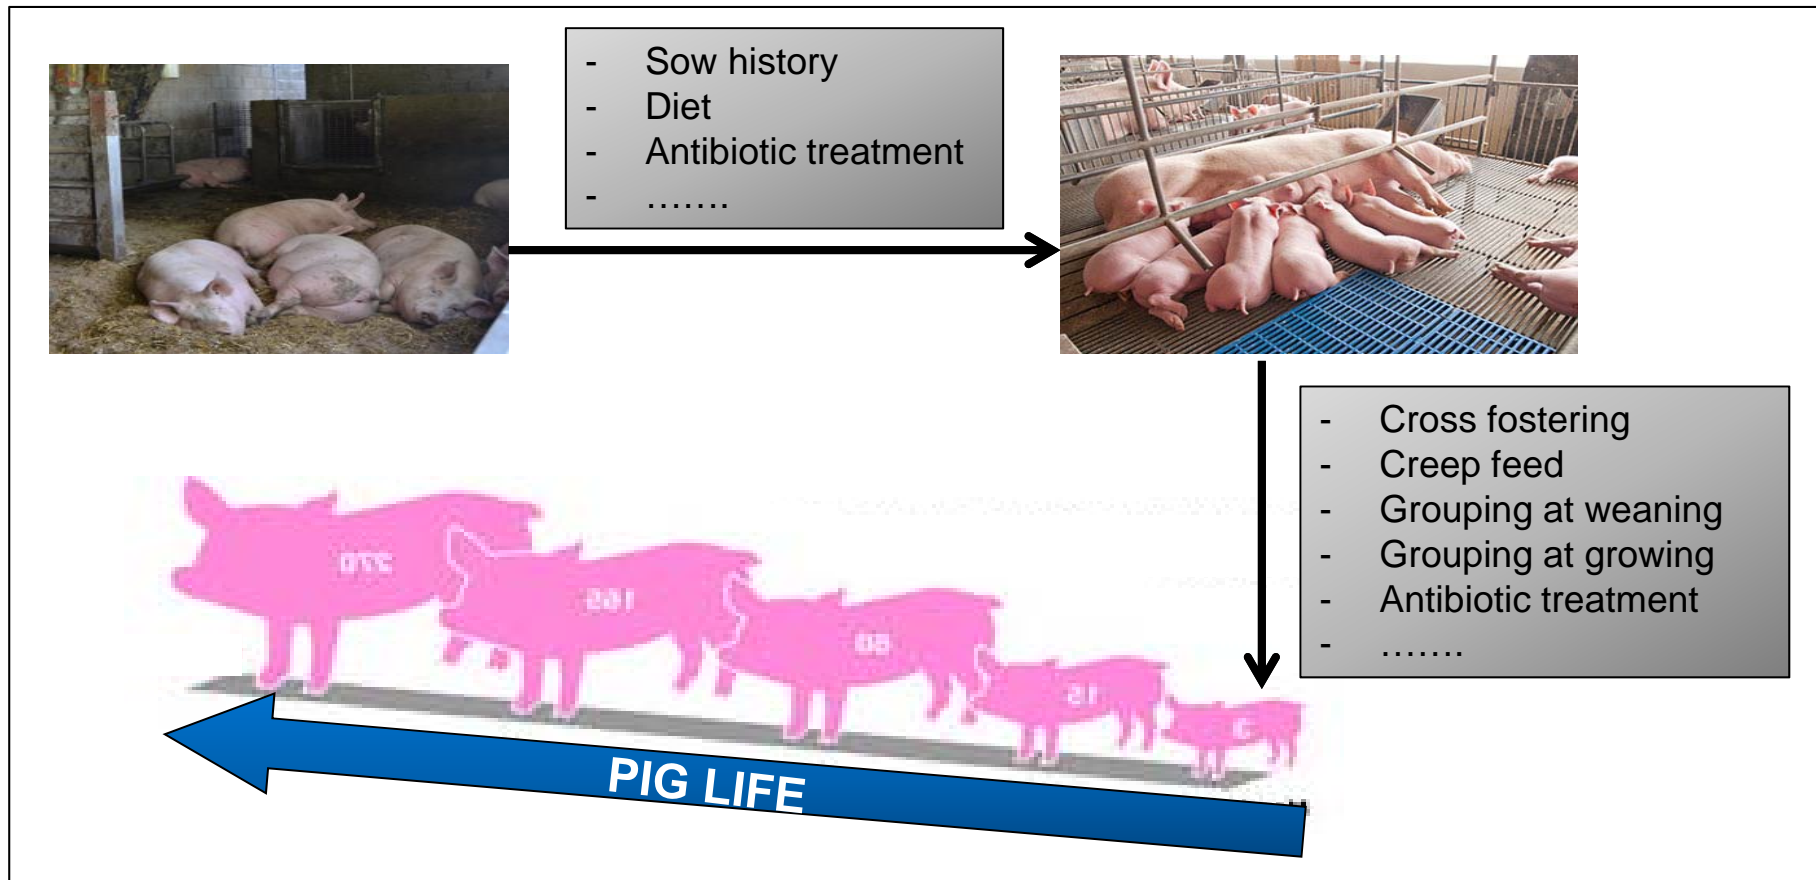 - Sow history
- Diet
- Antibiotic treatment
- …….
- Cross fostering
- Creep feed
- Grouping at weaning
- Grouping at growing
- Antibiotic treatment
- …….
PIG LIFE